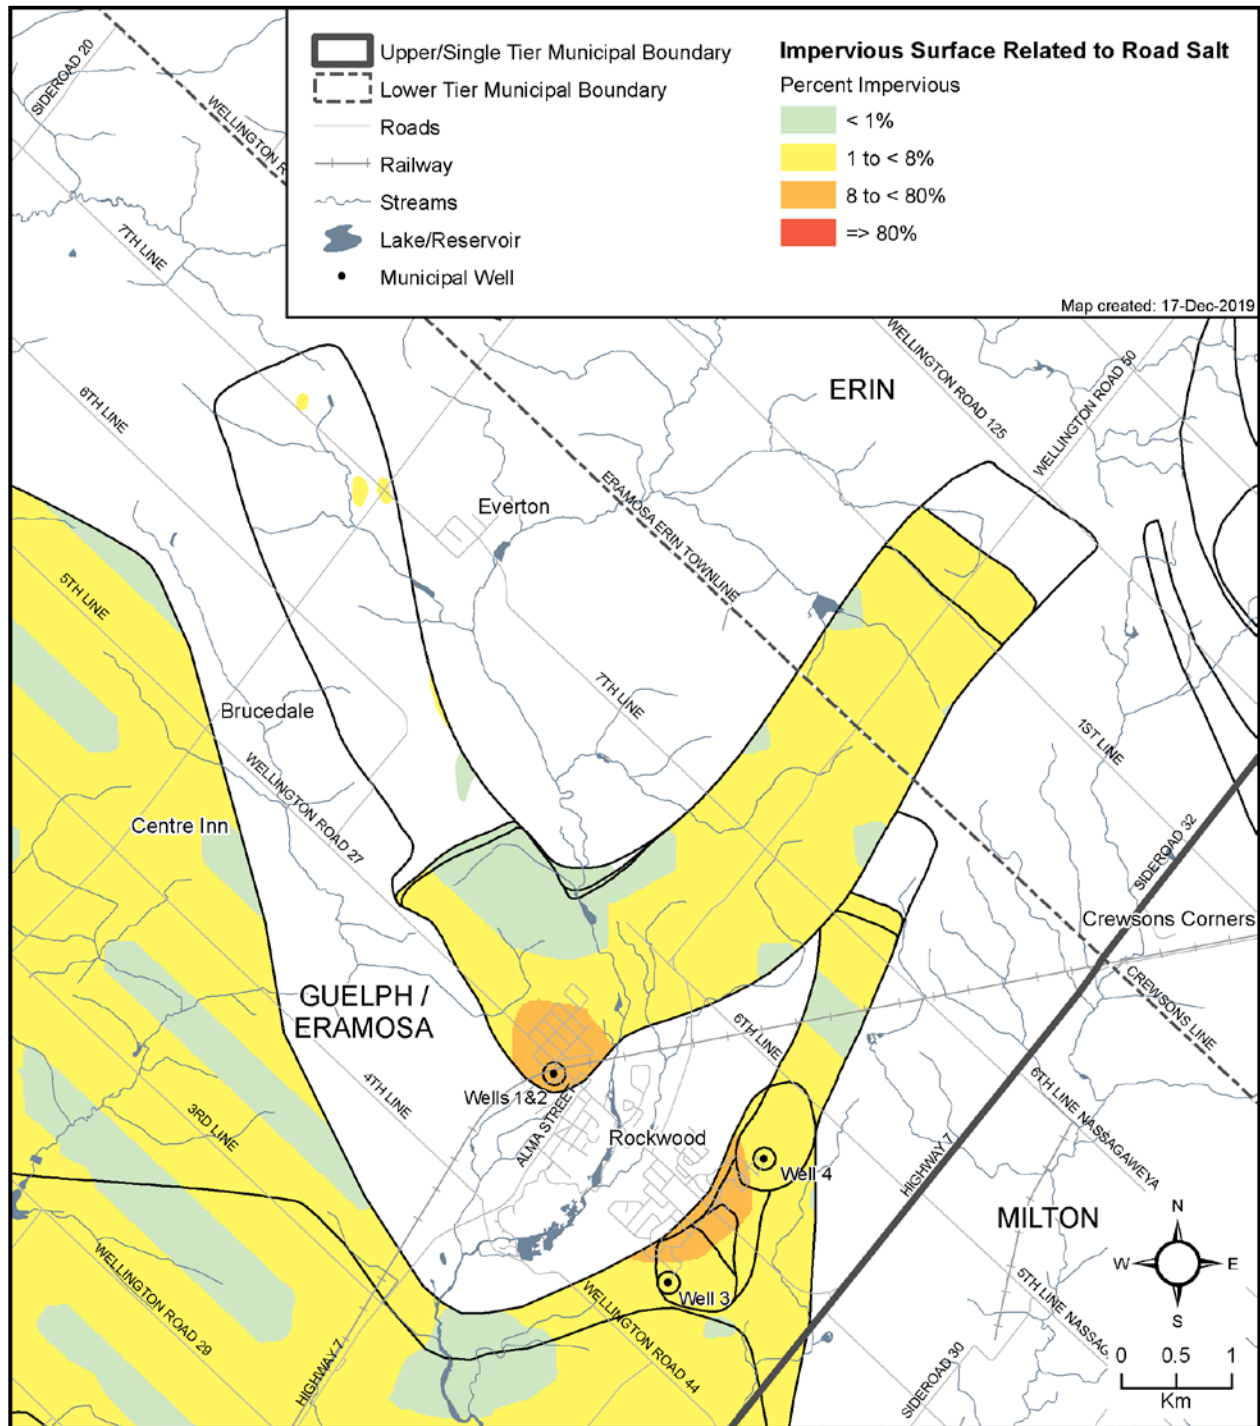 Upper/Single Tier Municipal Boundary
Lower Tier Municipal Boundary
Roads
Railway
Streams
Lake/Reservoir
Municipal Well
Impervious Surface Related to Road Salt
Percent Impervious
< 1%
1 to < 8%
8 to < 80%
=> 80%
Map created: 17-Dec-2019
SIDEROAD 20
WELLINGTON R
7TH LINE
6TH LINE
5TH LINE
WELLINGTON ROAD 125
WELLINGTON ROAD 50
ERIN
Everton
ERAMOSA ERIN TOWNLINE
7TH LINE
1ST LINE
Brucedale
WELLINGTON ROAD 27
Centre Inn
SIDEROAD 32
Crewsons Corners
CREWSONS LINE
GUELPH /
ERAMOSA
6TH LINE
4TH LINE
3RD LINE
Wells 1&2
ALMA STREET
Rockwood
Well 4
6TH LINE NASSAGAWEYA
HIGHWAY 7
MILTON
N
W
E
S
Well 3
WELLINGTON ROAD 29
HIGHWAY 7
WELLINGTON ROAD 44
5TH LINE NASSAG
SIDEROAD 30
0 0.5 1
Km